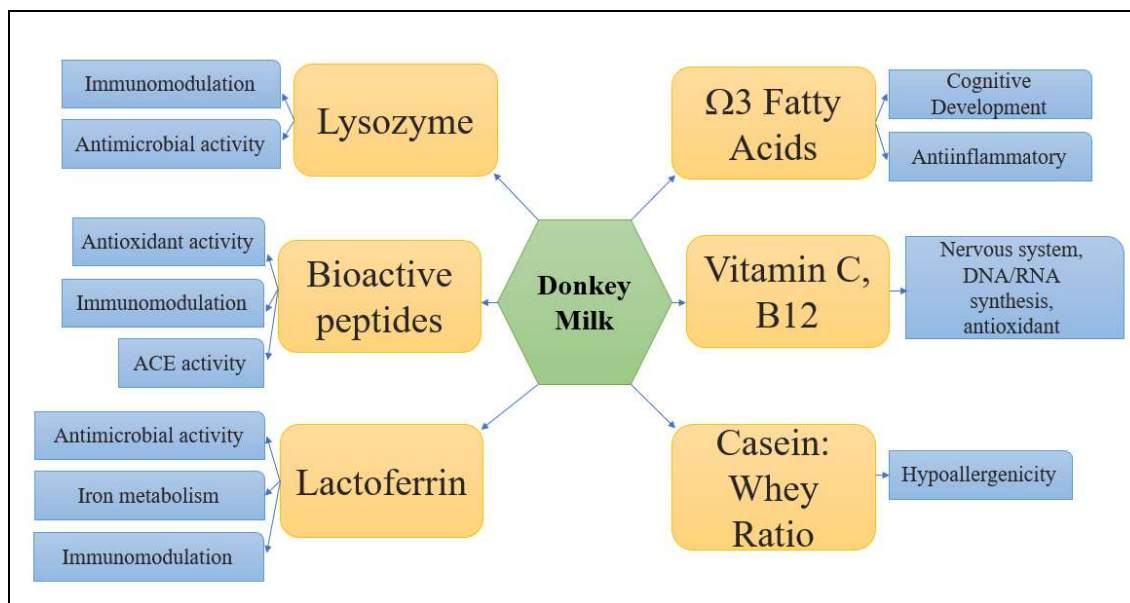 Immunomodulation
Antimicrobial activity
Lysozyme
Antioxidant activity
Immunomodulation
ACE activity
Bioactive
peptides
Antimicrobial activity
Iron metabolism
Immunomodulation
Lactoferrin
Donkey
Milk
Ω3 Fatty
Acids
Cognitive
Development
Antiinflammatory
Vitamin C,
B12
Nervous system,
DNA/RNA
synthesis,
antioxidant
Casein:
Whey
Ratio
Hypoallergenicity